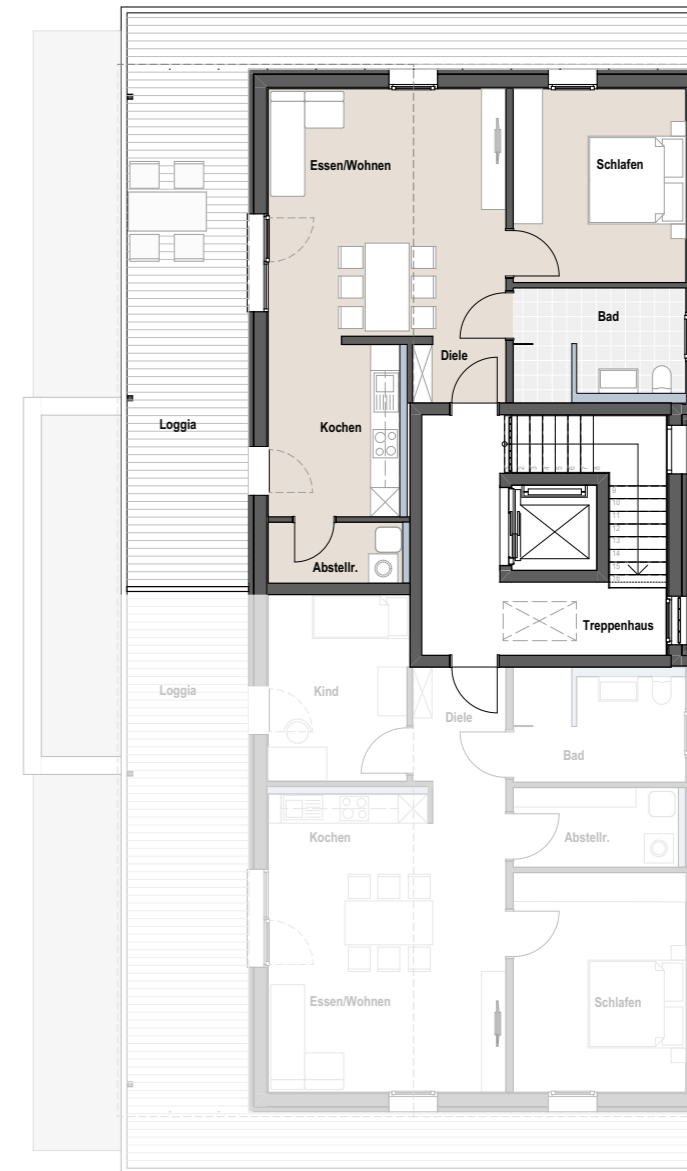 Essen/Wohnen
Schlafen
Bad
Diele
Loggia
Kochen
Abstellr.
Treppenhaus
Loggia
Kind
Diele
Bad
Kochen
Abstellr.
Essen/Wohnen
Schlafen